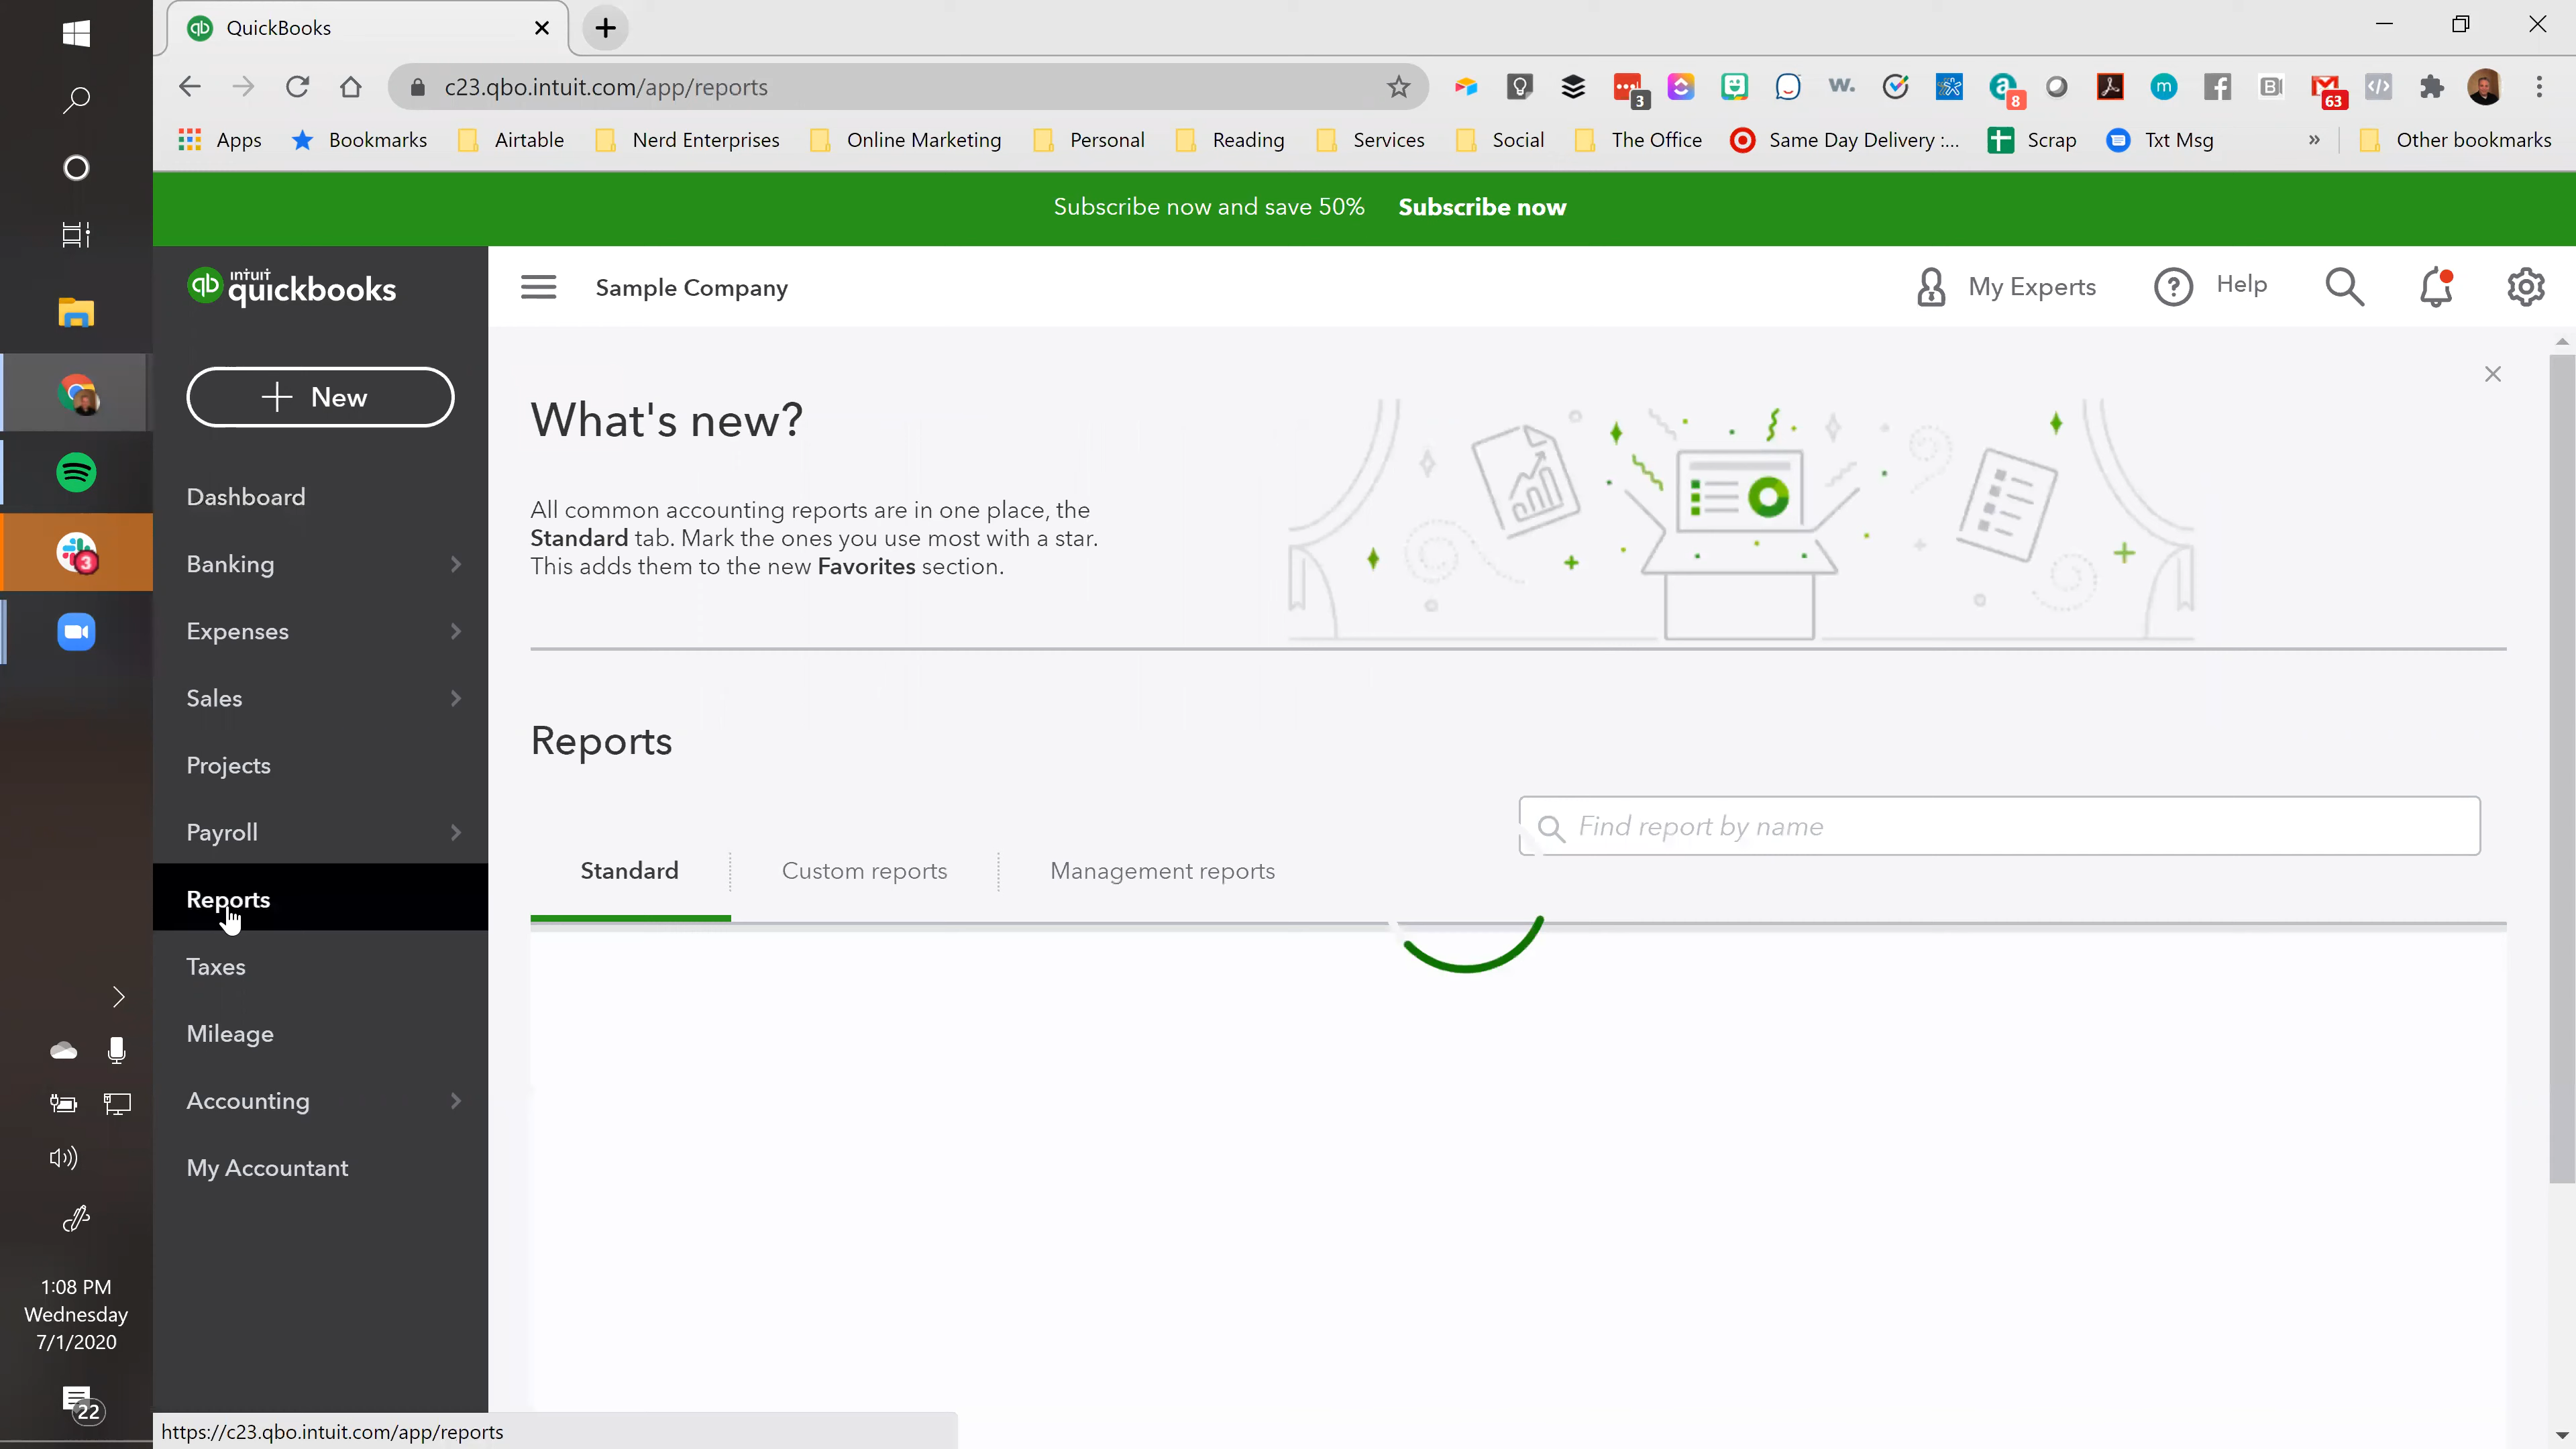 QuickBooks
c23.qbo.intuit.com/app/reports
3
8
63
Apps
Bookmarks
Airtable
Nerd Enterprises
Online Marketing
Personal
Reading
Services
Social
The Office
Same Day Delivery :...
Scrap
Txt Msg
»
Other bookmarks
Subscribe now and save 50% Subscribe now
intuit
quickbooks
Sample Company
My Experts
Help
New
Dashboard
Banking
Expenses
Sales
Projects
Payroll
Reports
Taxes
Mileage
Accounting
My Accountant
What's new?
All common accounting reports are in one place, the
Standard tab. Mark the ones you use most with a star.
This adds them to the new Favorites section.
Reports
Find report by name
Standard
Custom reports
Management reports
3
1:08 PM
Wednesday
7/1/2020
22
https://c23.qbo.intuit.com/app/reports